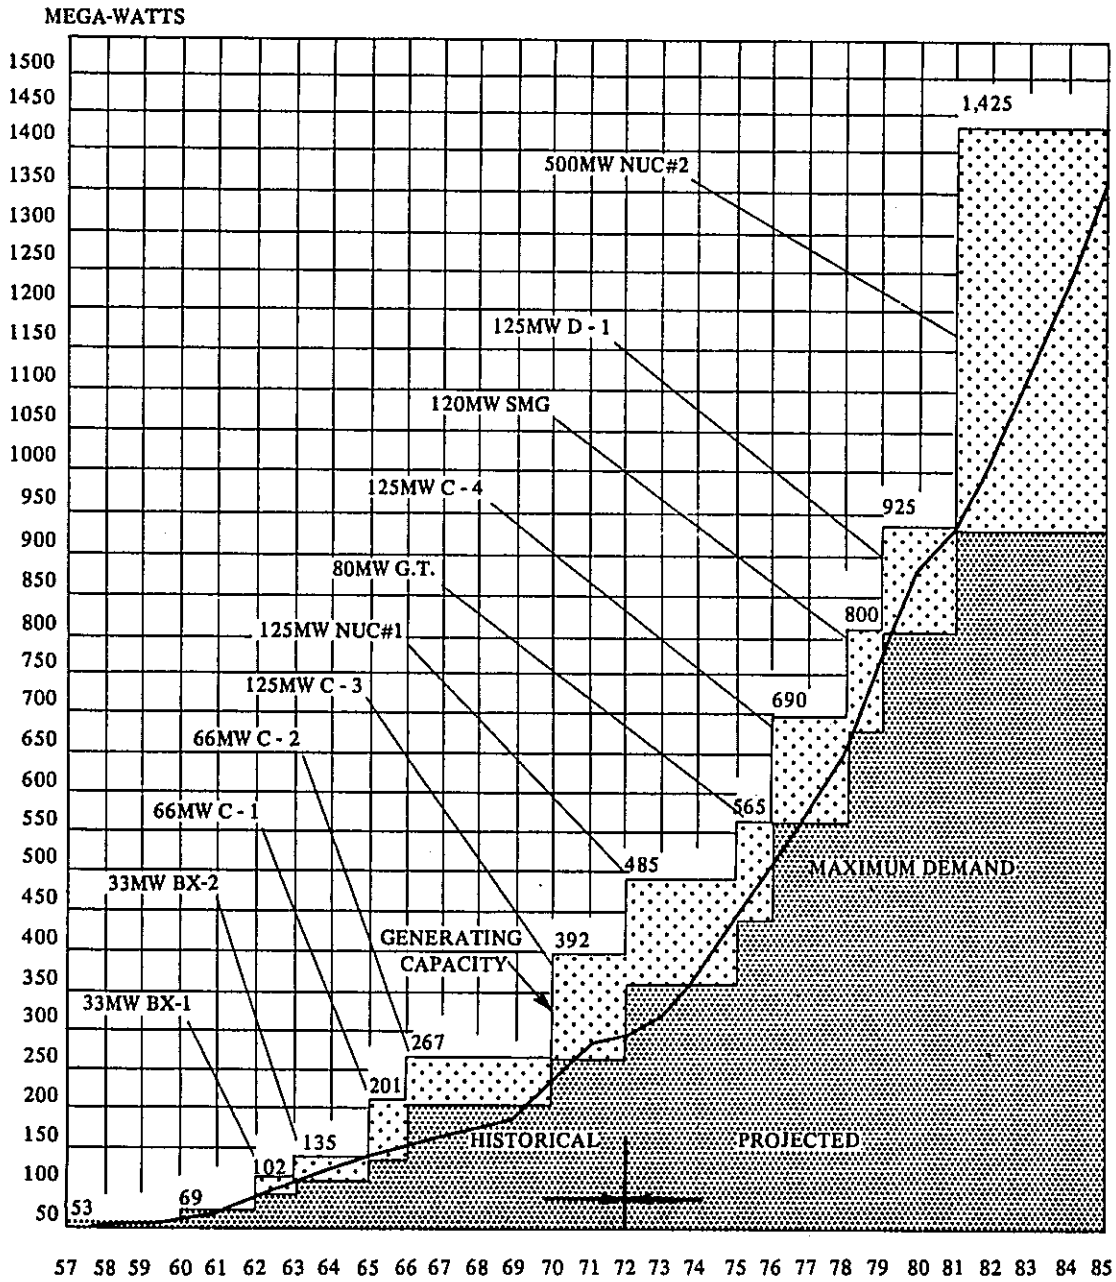 MEGA-WATTS
1500
1450
1400
1350
1300
1250
1200
1150
1100
1050
1000
950
900
850
800
750
700
650
600
550
500
450
400
350
300
250
200
150
100
50
1,425
500MW NUC#2
125MW D - 1
120MW SMG
125MW C - 4
925
80MW G.T.
800
125MW NUC#1
125MW C - 3
690
66MW C - 2
66MW C - 1
565
485
MAXIMUM DEMAND
33MW BX-2
GENERATING
CAPACITY
392
33MW BX-1
267
201
HISTORICAL
PROJECTED
135
102
69
53
57 58 59 60 61 62 63 64 65 66 67 68 69 70 71 72 73 74 75 76 77 78 79 80 81 82 83 84 85